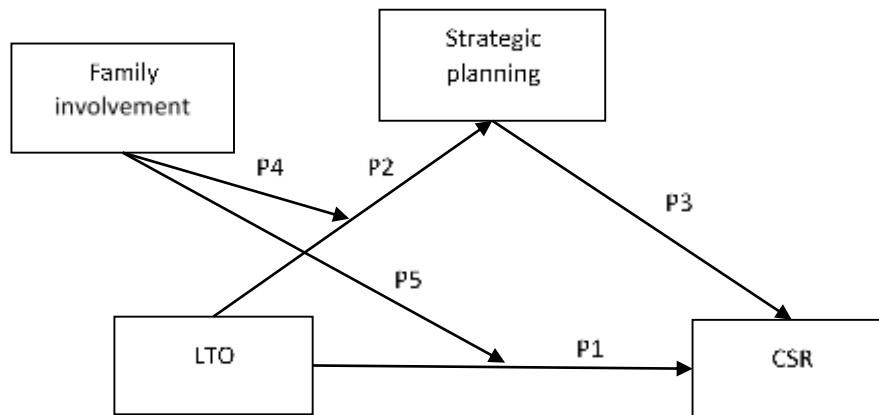 Strategic
planning
Family
involvement
P4
P2
P3
P5
LTO
P1
CSR